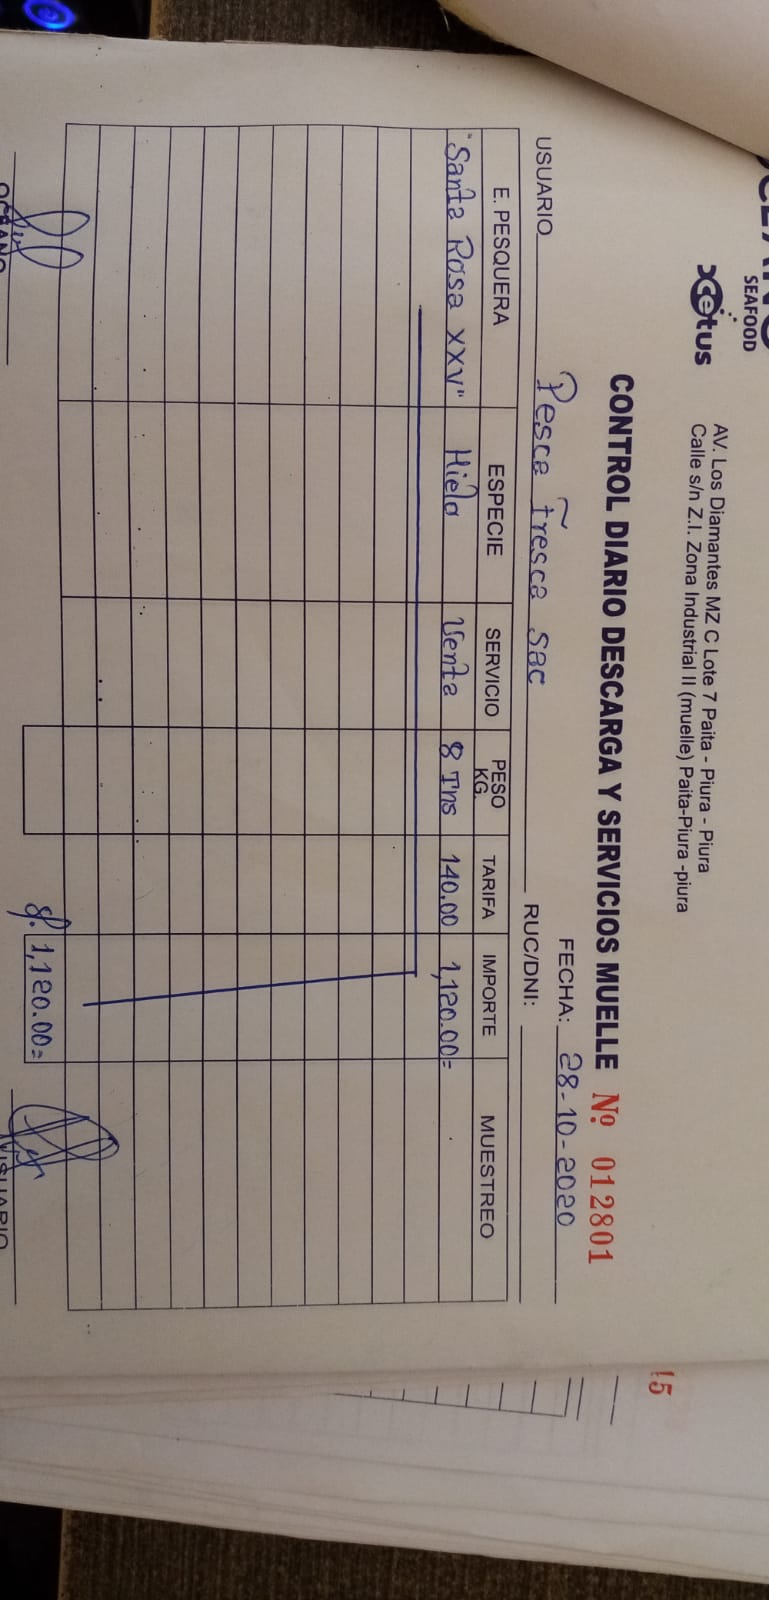 SEAFOOD
cetus
AV. Los Diamantes MZ C Lote 7 Paita - Piura - Piura
Calle s/n Z.I. Zona Industrial II (muelle) Paita-Piura -piura
CONTROL DIARIO DESCARGA Y SERVICIOS MUELLE Nº 012801
FECHA: 28-10-2020
USUARIO Pesca Fresca sac RUC/DNI:
E. PESQUERA ESPECIE SERVICIO PESO KG. TARIFA IMPORTE MUESTREO
"Santa Rosa XXV" Hielo Venta 8 Tns 140.00 1,120.00=
S/. 1,120.00=
OCEANO USUARIO
15